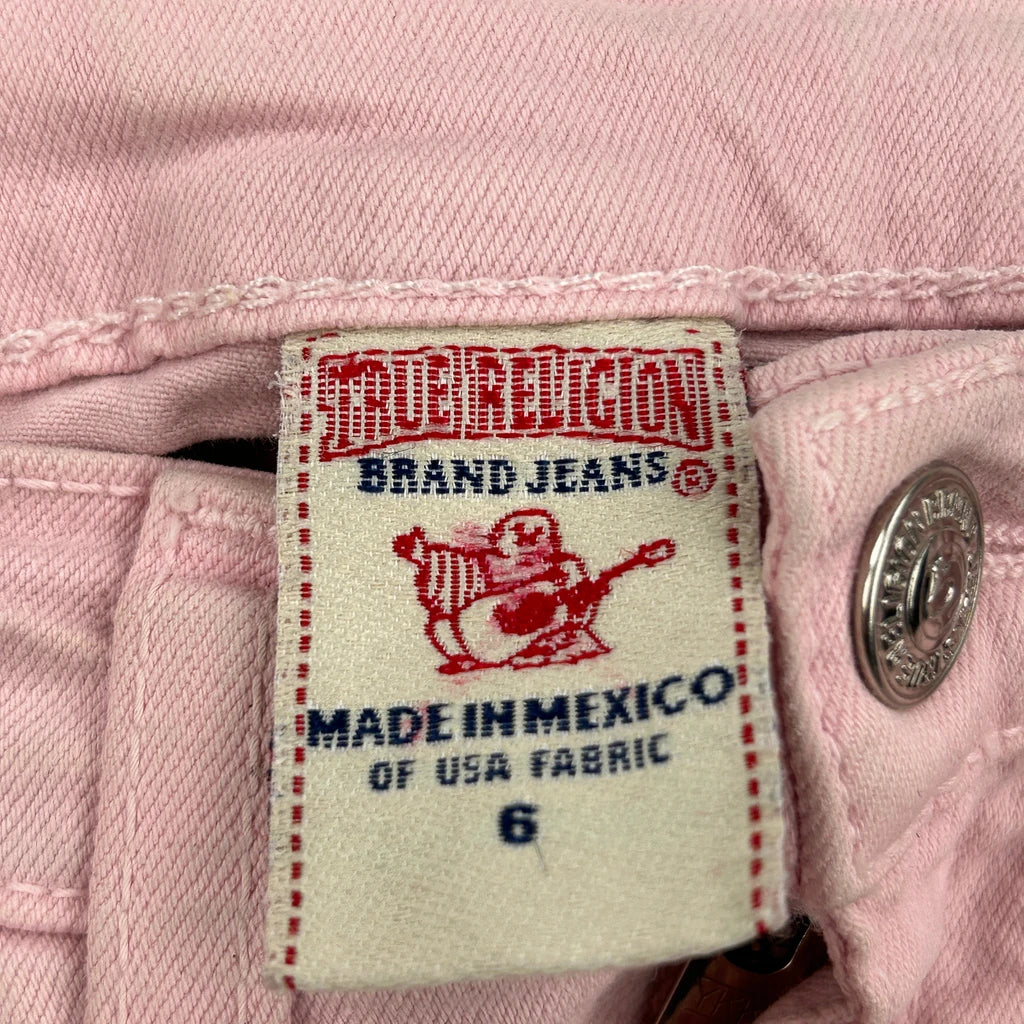 TRUE RELIGION
BRAND JEANS ®
MADE IN MEXICO
OF USA FABRIC
6